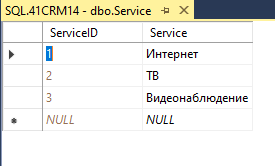 SQL.41CRM14 - dbo.Service
ServiceID Service
1 Интернет
2 ТВ
3 Видеонаблюдение
NULL NULL